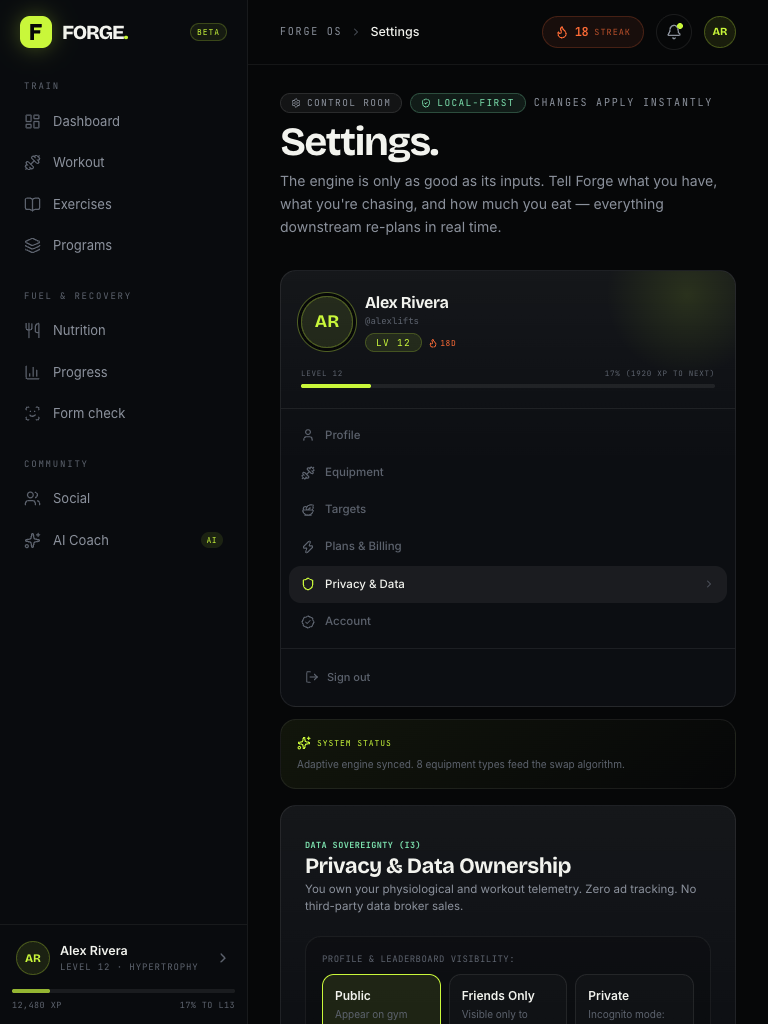 F FORGE. BETA
TRAIN
Dashboard
Workout
Exercises
Programs
FUEL & RECOVERY
Nutrition
Progress
Form check
COMMUNITY
Social
AI Coach AI
AR Alex Rivera
LEVEL 12 · HYPERTROPHY
12,480 XP 17% TO L13
FORGE OS > Settings 18 STREAK AR
CONTROL ROOM LOCAL-FIRST CHANGES APPLY INSTANTLY
Settings.
The engine is only as good as its inputs. Tell Forge what you have,
what you're chasing, and how much you eat — everything
downstream re-plans in real time.
AR Alex Rivera
@alexlifts
LV 12 18D
LEVEL 12 17% (1920 XP TO NEXT)
Profile
Equipment
Targets
Plans & Billing
Privacy & Data
Account
Sign out
SYSTEM STATUS
Adaptive engine synced. 8 equipment types feed the swap algorithm.
DATA SOVEREIGNTY (I3)
Privacy & Data Ownership
You own your physiological and workout telemetry. Zero ad tracking. No
third-party data broker sales.
PROFILE & LEADERBOARD VISIBILITY:
Public Friends Only Private
Appear on gym Visible only to Incognito mode: